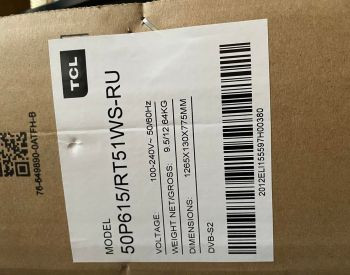 TCL
MODEL
50P615/RT51WS-RU
VOLTAGE: 100-240V~ 50/60Hz
WEIGHT NET/GROSS: 9.5/12.64KG
DIMENSIONS: 1265X130X775MM
DVB-S2
2012ELI155597H00380
76-649890-0ATFH-B